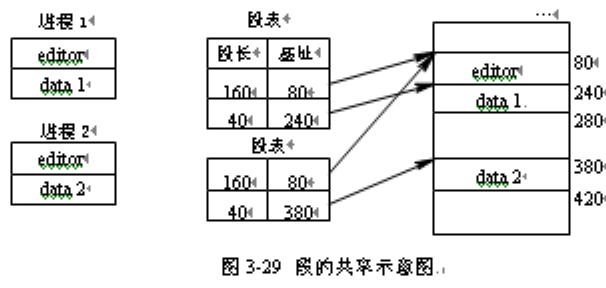 进程 1
editor
data 1
进程 2
editor
data 2
段表
段长 基址
160 80
40 240
段表
160 80
40 380
…
editor
data 1
data 2
80
240
280
380
420
图 3-29 段的共享示意图